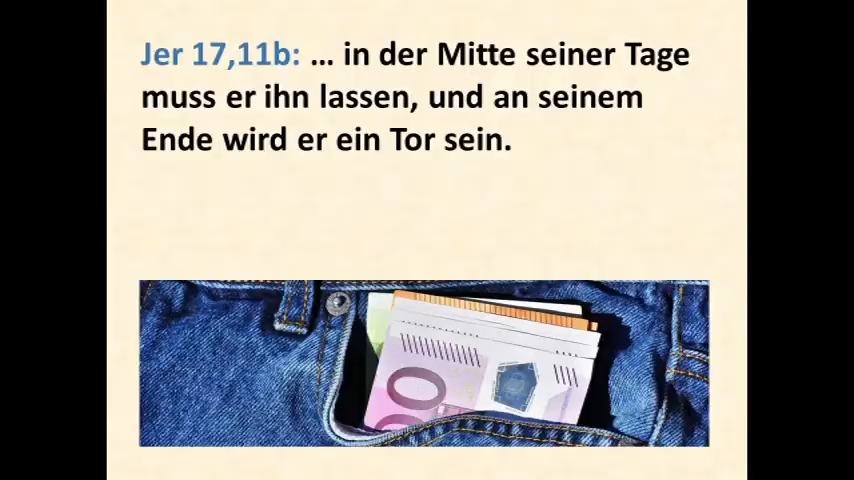 Jer 17,11b: ... in der Mitte seiner Tage
muss er ihn lassen, und an seinem
Ende wird er ein Tor sein.
00